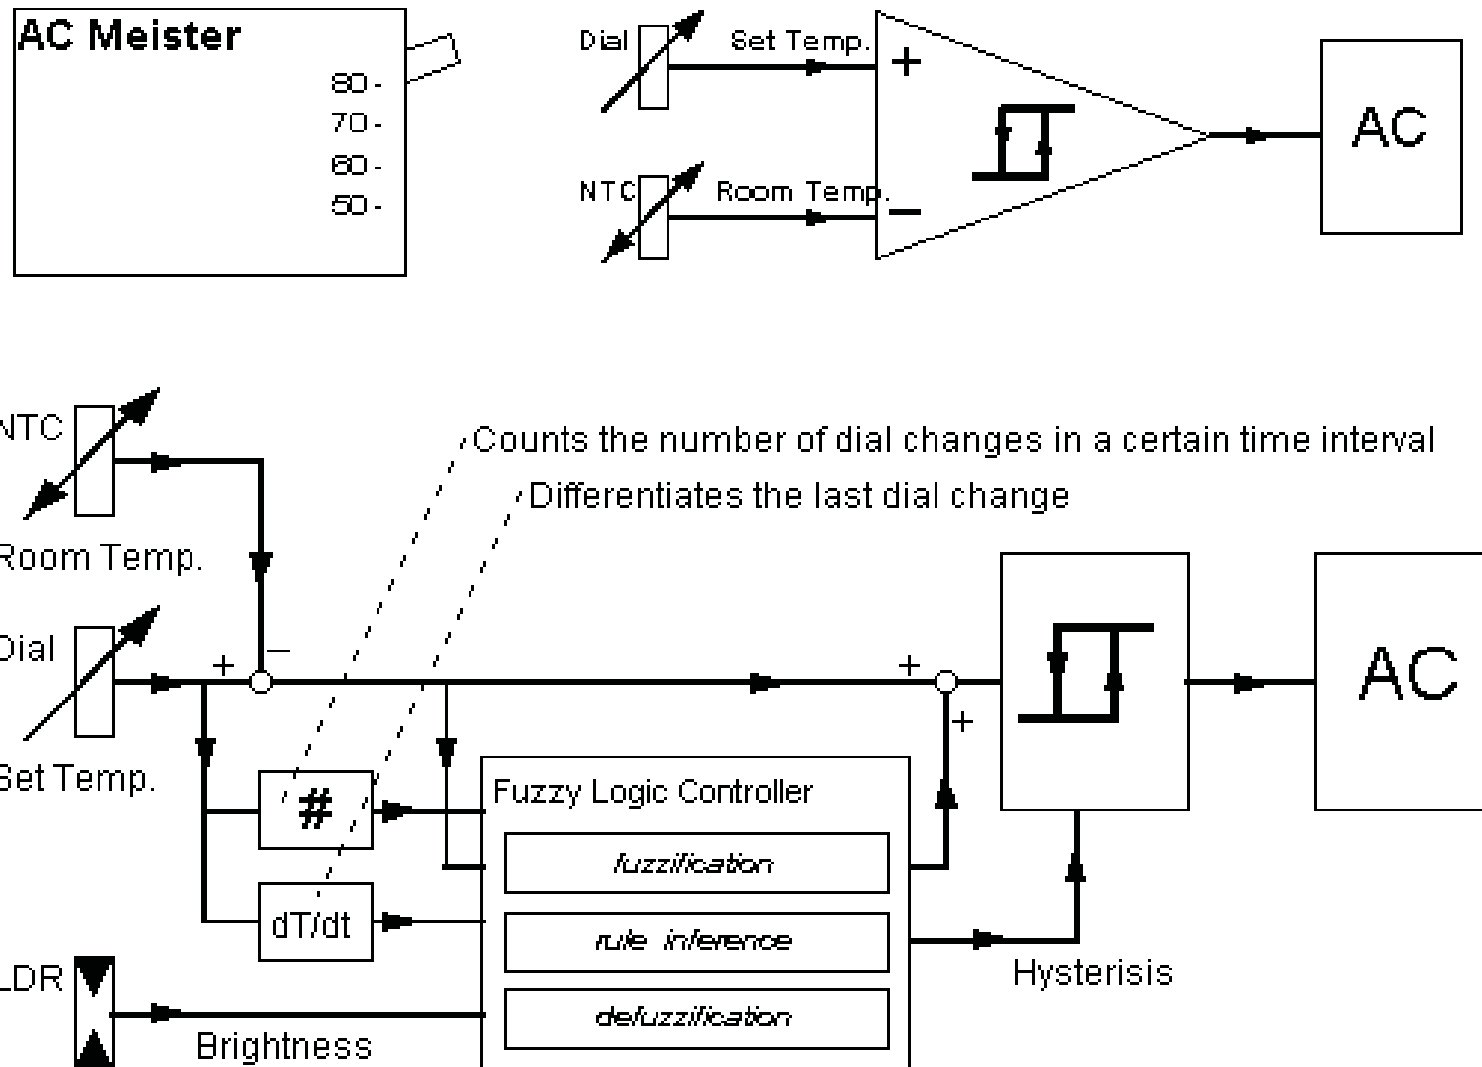 AC Meister
80 -
70 -
60 -
50 -
Dial
Set Temp.
+
NTC
Room Temp.
−
AC
NTC
Counts the number of dial changes in a certain time interval
Differentiates the last dial change
Room Temp.
Dial
Set Temp.
+
−
+
+
AC
#
dT/dt
Fuzzy Logic Controller
fuzzification
rule inference
defuzzification
Hysterisis
LDR
Brightness